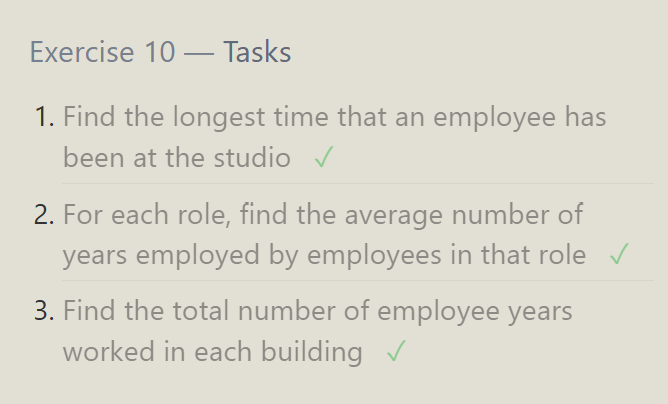 Exercise 10 — Tasks
1. Find the longest time that an employee has
been at the studio ✓
2. For each role, find the average number of
years employed by employees in that role ✓
3. Find the total number of employee years
worked in each building ✓